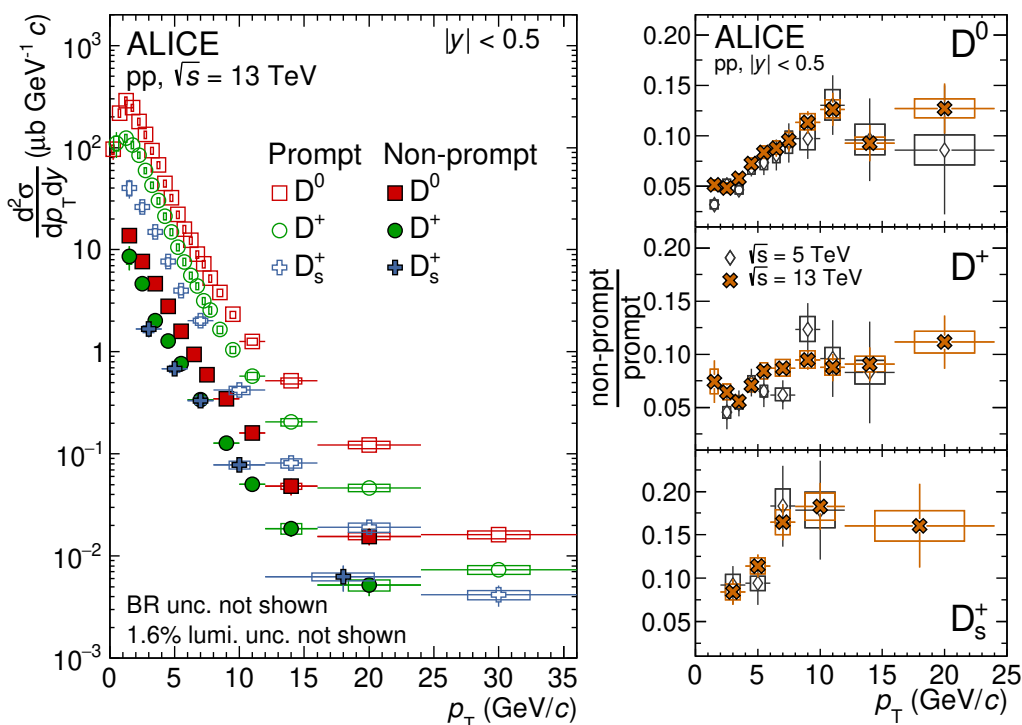 ALICE
|y| < 0.5
pp, √s = 13 TeV
d²σ
dp_T dy (μb GeV⁻¹ c)
10³
10²
10
1
10⁻¹
10⁻²
10⁻³
Prompt
Non-prompt
D⁰
D⁰
D⁺
D⁺
D_s⁺
D_s⁺
BR unc. not shown
1.6% lumi. unc. not shown
0 5 10 15 20 25 30 35
p_T (GeV/c)
non-prompt
prompt
ALICE
D⁰
pp, |y| < 0.5
0.20
0.15
0.10
0.05
D⁺
√s = 5 TeV
√s = 13 TeV
0.20
0.15
0.10
0.05
D_s⁺
0.20
0.15
0.10
0.05
0 5 10 15 20 25
p_T (GeV/c)